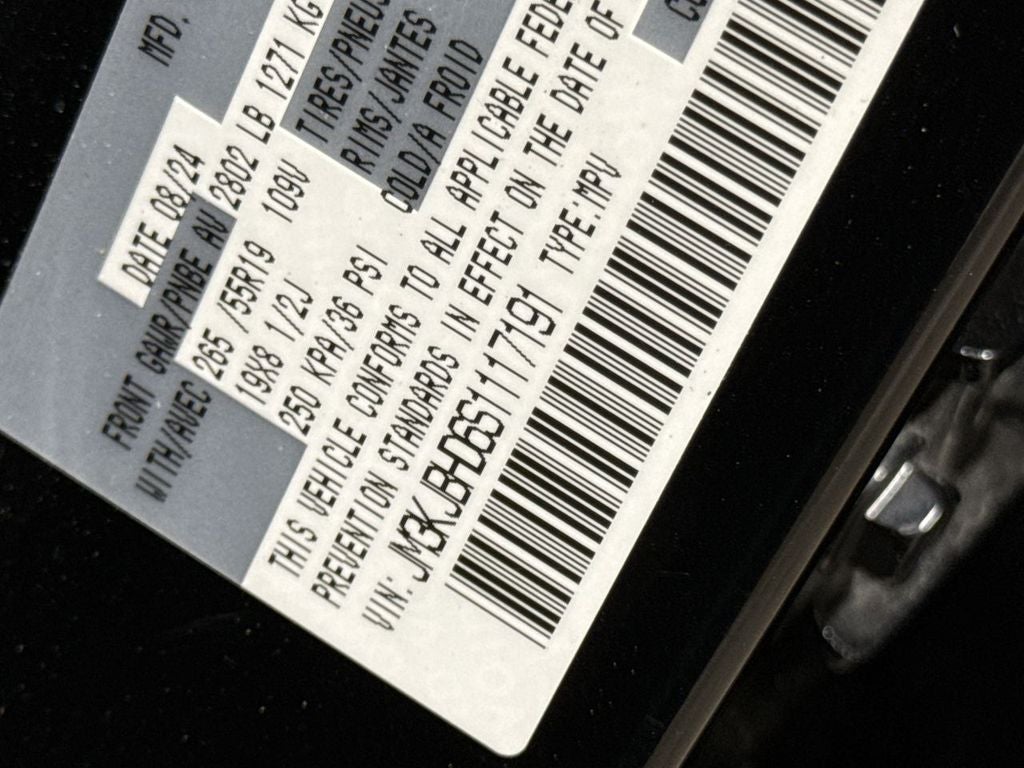 MFD.
DATE 08/24
FRONT GAWR/PNBE AV 2802 LB 1271 KG
WITH/AVEC 265 /55R19 109V TIRES/PNEUS
19X8 1/2J RIMS/JANTES
250 KPA/36 PSI COLD/A FROID
THIS VEHICLE CONFORMS TO ALL APPLICABLE FEDE
PREVENTION STANDARDS IN EFFECT ON THE DATE OF
VIN: JM3KJBHD6S1117191 TYPE:MPV